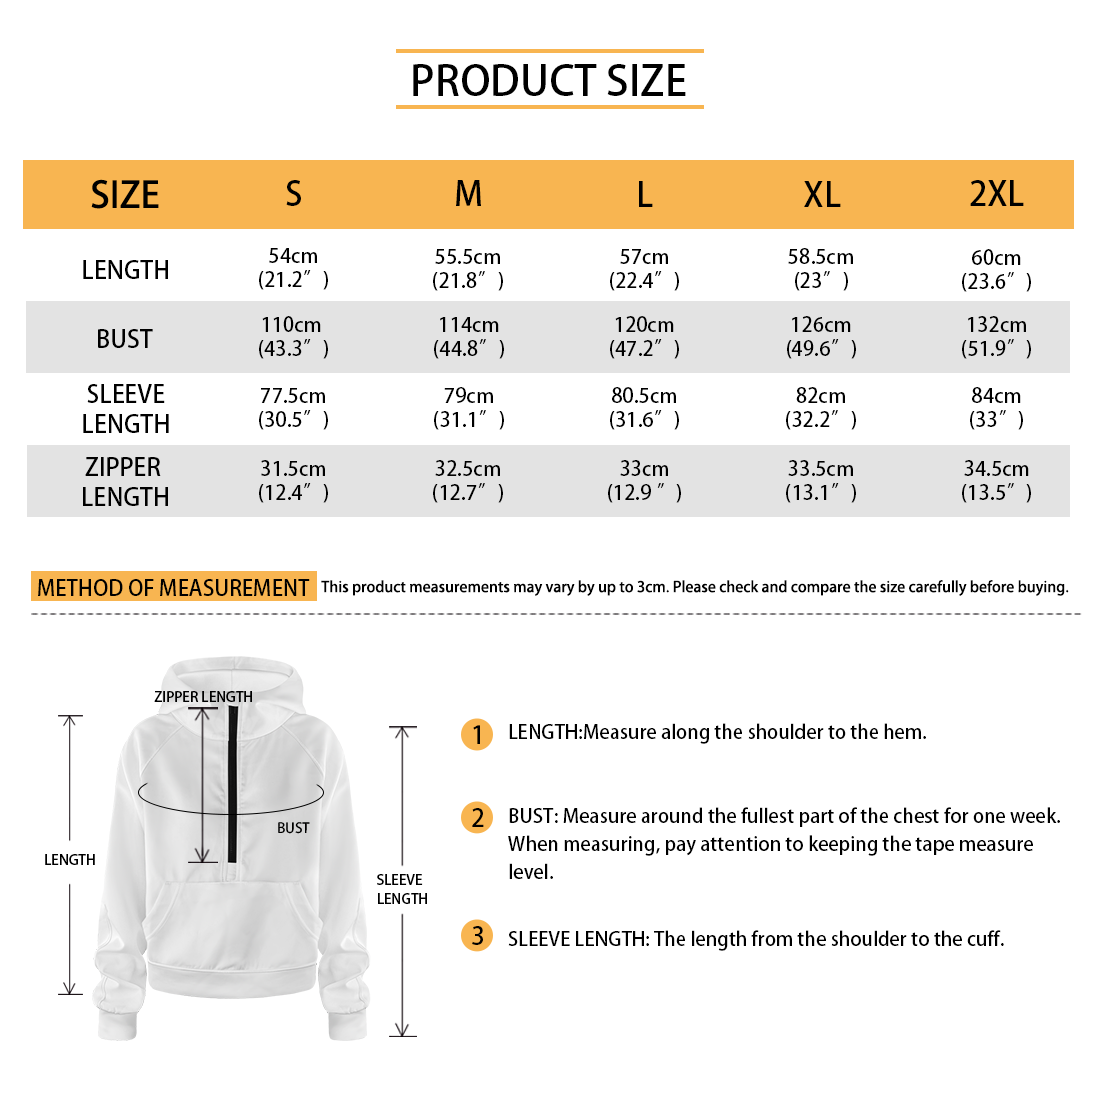 PRODUCT SIZE
SIZE S M L XL 2XL
LENGTH 54cm (21.2″ ) 55.5cm (21.8″ ) 57cm (22.4″ ) 58.5cm (23″ ) 60cm (23.6″ )
BUST 110cm (43.3″ ) 114cm (44.8″ ) 120cm (47.2″ ) 126cm (49.6″ ) 132cm (51.9″ )
SLEEVE LENGTH 77.5cm (30.5″ ) 79cm (31.1″ ) 80.5cm (31.6″ ) 82cm (32.2″ ) 84cm (33″ )
ZIPPER LENGTH 31.5cm (12.4″ ) 32.5cm (12.7″ ) 33cm (12.9 ″ ) 33.5cm (13.1″ ) 34.5cm (13.5″ )
METHOD OF MEASUREMENT This product measurements may vary by up to 3cm. Please check and compare the size carefully before buying.
ZIPPER LENGTH
BUST
LENGTH
SLEEVE
LENGTH
1 LENGTH:Measure along the shoulder to the hem.
2 BUST: Measure around the fullest part of the chest for one week.
When measuring, pay attention to keeping the tape measure
level.
3 SLEEVE LENGTH: The length from the shoulder to the cuff.